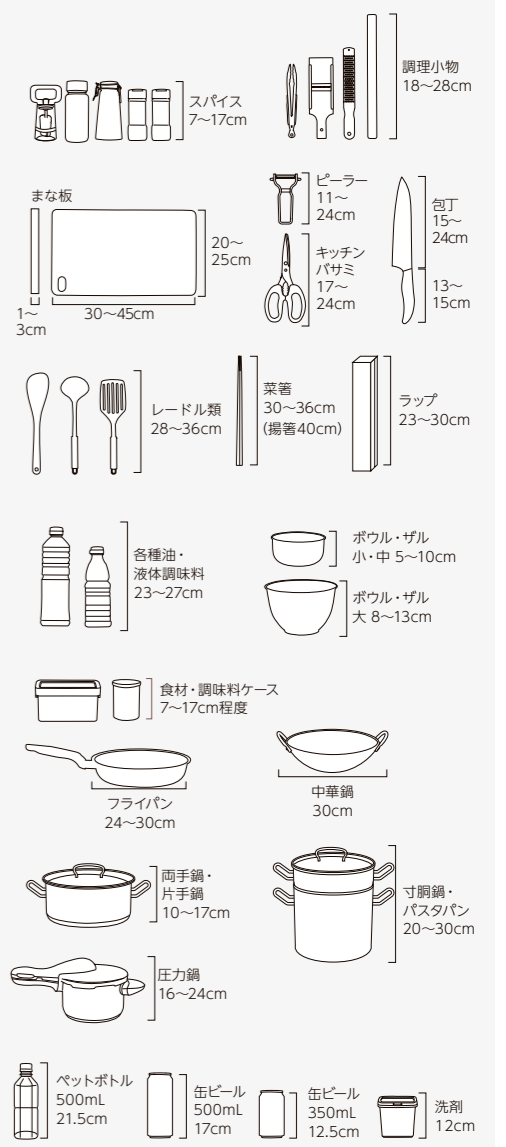 スパイス
7〜17cm
調理小物
18〜28cm
まな板
20〜
25cm
1〜
3cm
30〜45cm
ピーラー
11〜
24cm
キッチン
バサミ
17〜
24cm
包丁
15〜
24cm
13〜
15cm
レードル類
28〜36cm
菜箸
30〜36cm
(揚箸40cm)
ラップ
23〜30cm
各種油・
液体調味料
23〜27cm
ボウル・ザル
小・中 5〜10cm
ボウル・ザル
大 8〜13cm
食材・調味料ケース
7〜17cm程度
フライパン
24〜30cm
中華鍋
30cm
両手鍋・
片手鍋
10〜17cm
寸胴鍋・
パスタパン
20〜30cm
圧力鍋
16〜24cm
ペットボトル
500mL
21.5cm
缶ビール
500mL
17cm
缶ビール
350mL
12.5cm
洗剤
12cm